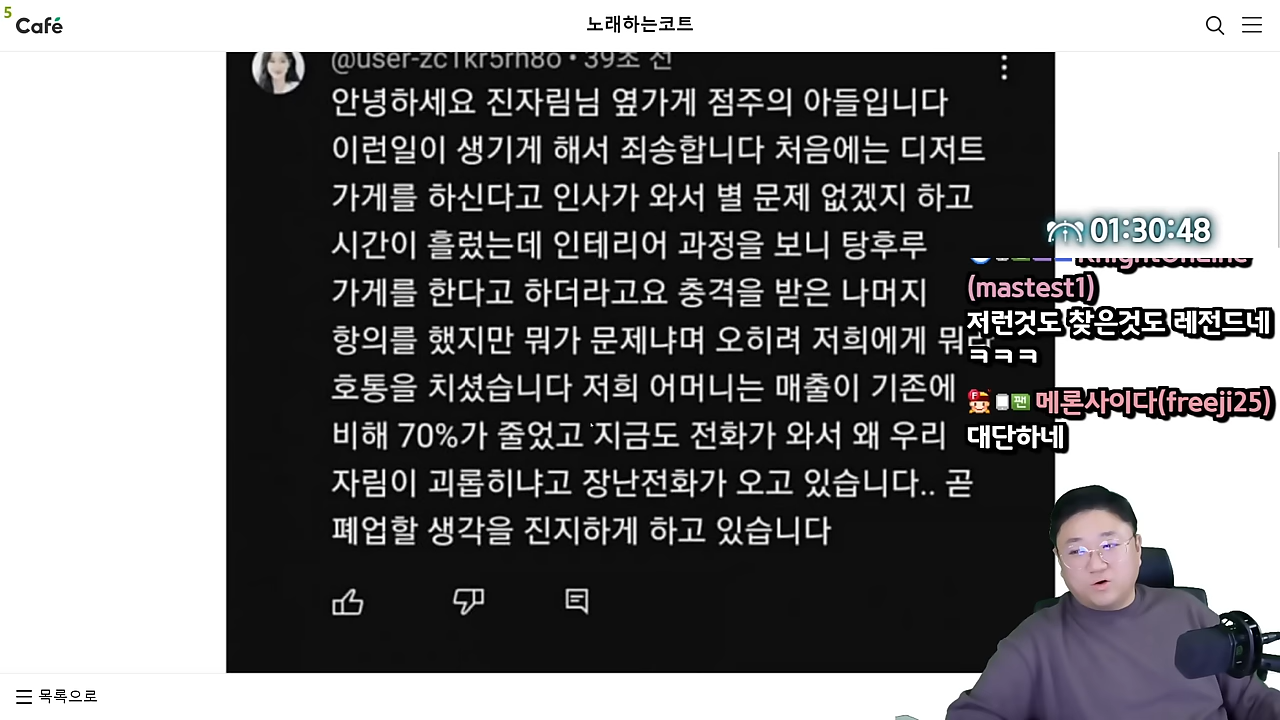 5
Café
노래하는코트
@user-zc1kr5rh8o • 39초 전
안녕하세요 진자림님 옆가게 점주의 아들입니다
이런일이 생기게 해서 죄송합니다 처음에는 디저트
가게를 하신다고 인사가 와서 별 문제 없겠지 하고
시간이 흘렀는데 인테리어 과정을 보니 탕후루
가게를 한다고 하더라고요 충격을 받은 나머지
항의를 했지만 뭐가 문제냐며 오히려 저희에게 뭐라
호통을 치셨습니다 저희 어머니는 매출이 기존에
비해 70%가 줄었고 지금도 전화가 와서 왜 우리
자림이 괴롭히냐고 장난전화가 오고 있습니다.. 곧
폐업할 생각을 진지하게 하고 있습니다
01:30:48
(mastest1)
저런것도 찾은것도 레전드네
ㅋㅋㅋ
메론사이다(freeji25)
대단하네
목록으로